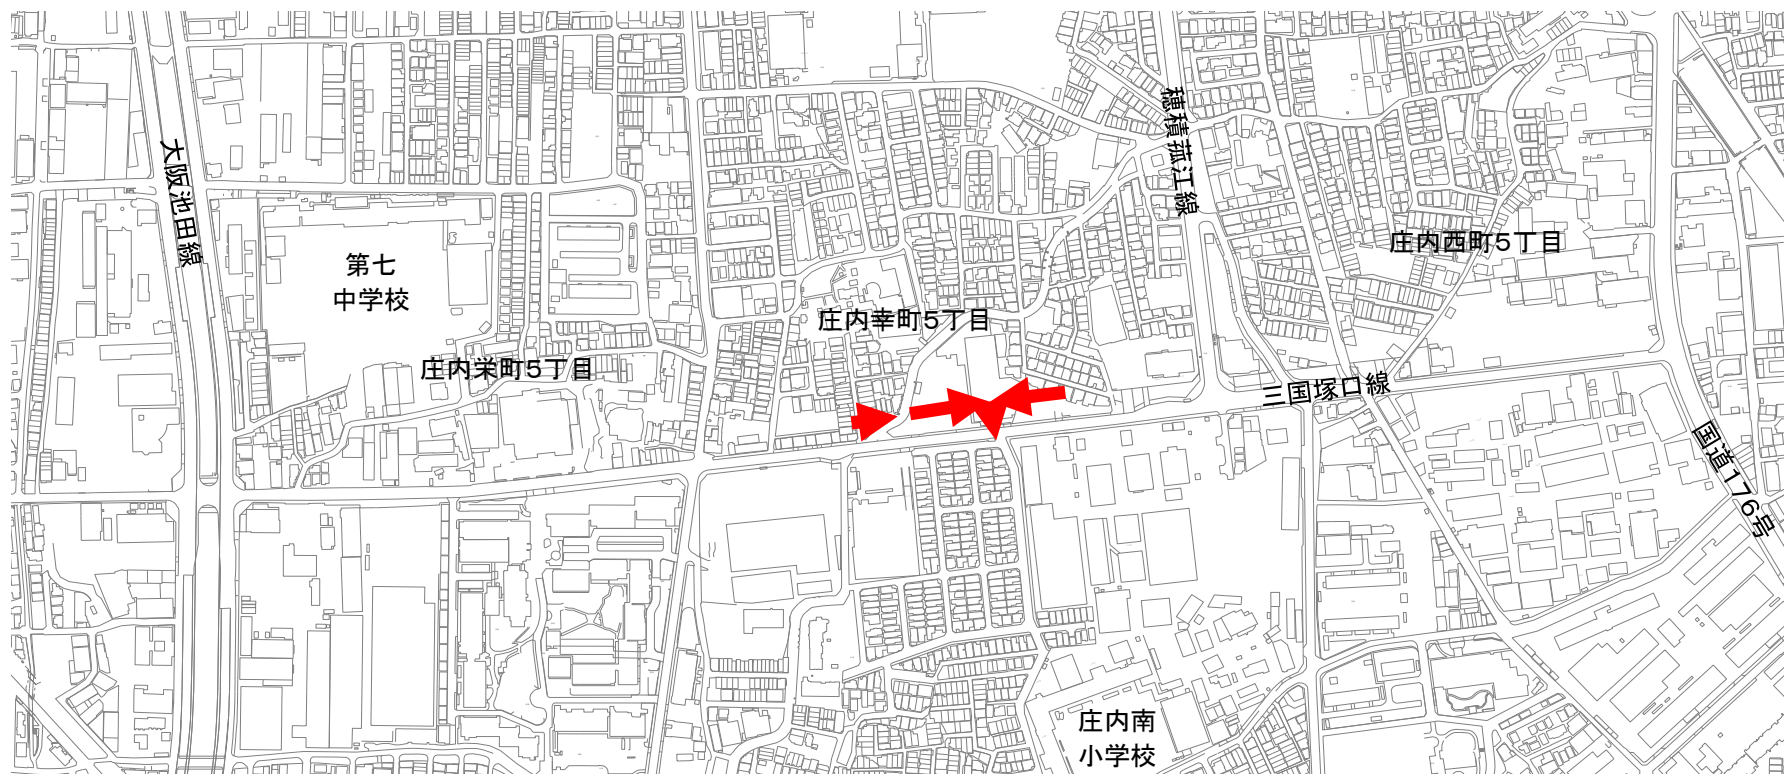 穂積菰江線
大阪池田線
庄内西町5丁目
第七
中学校
庄内幸町5丁目
庄内栄町5丁目
三国塚口線
国道176号
庄内南
小学校